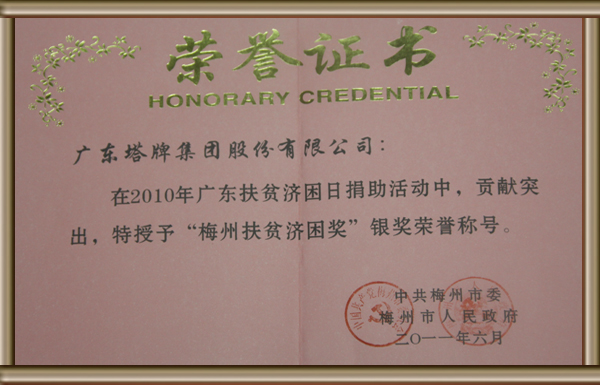 荣誉证书
HONORARY CREDENTIAL
广东塔牌集团股份有限公司：
在2010年广东扶贫济困日捐助活动中，贡献突
出，特授予“梅州扶贫济困奖”银奖荣誉称号。
中共梅州市委
梅州市人民政府
二〇一一年六月